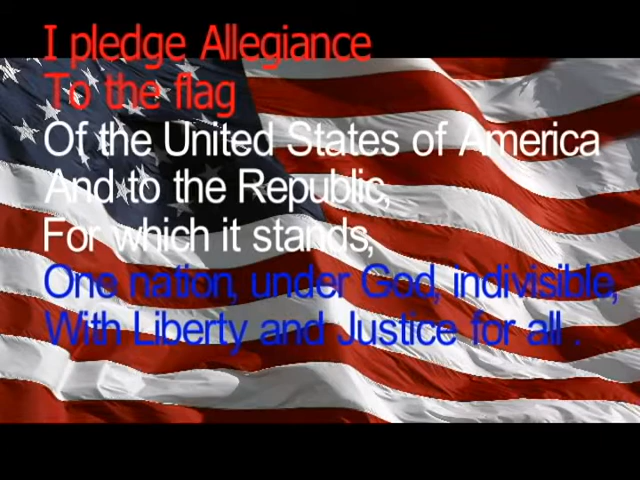 I pledge Allegiance
To the flag
Of the United States of America
And to the Republic,
For which it stands,
One nation, under God, indivisible,
With Liberty and Justice for all .